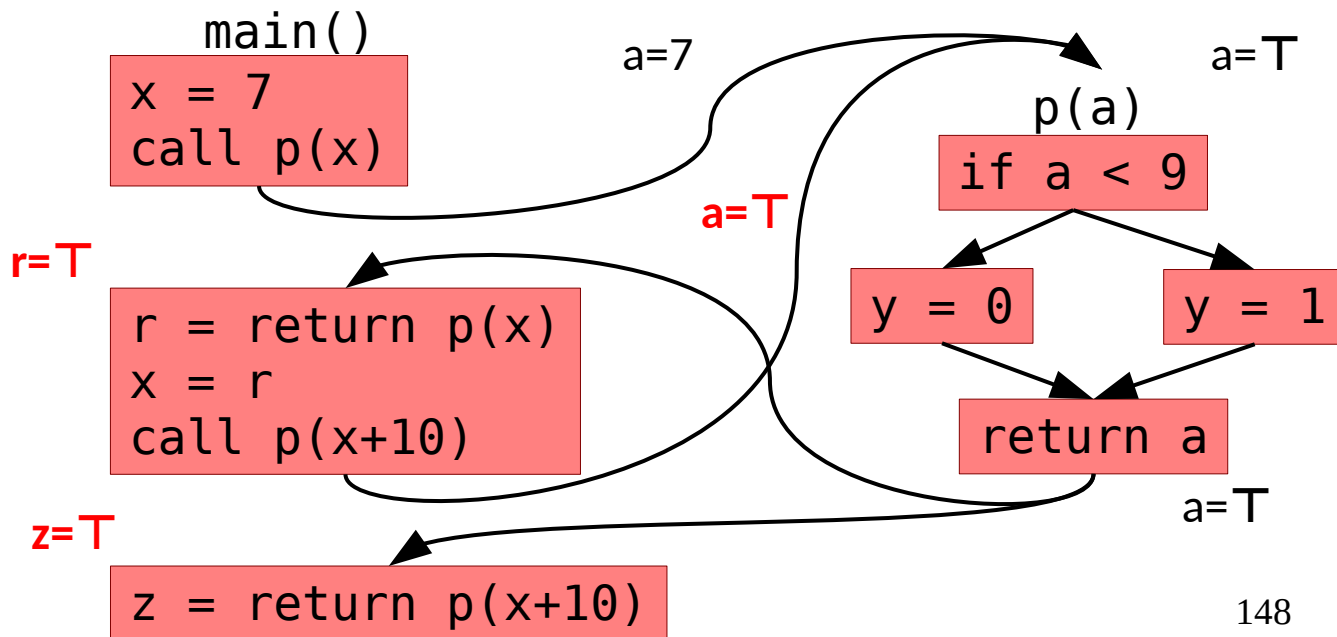 main()
x = 7
call p(x)
a=7
a=⊤
p(a)
if a < 9
a=⊤
r=⊤
y = 0
y = 1
r = return p(x)
x = r
call p(x+10)
return a
a=⊤
z=⊤
z = return p(x+10)
148